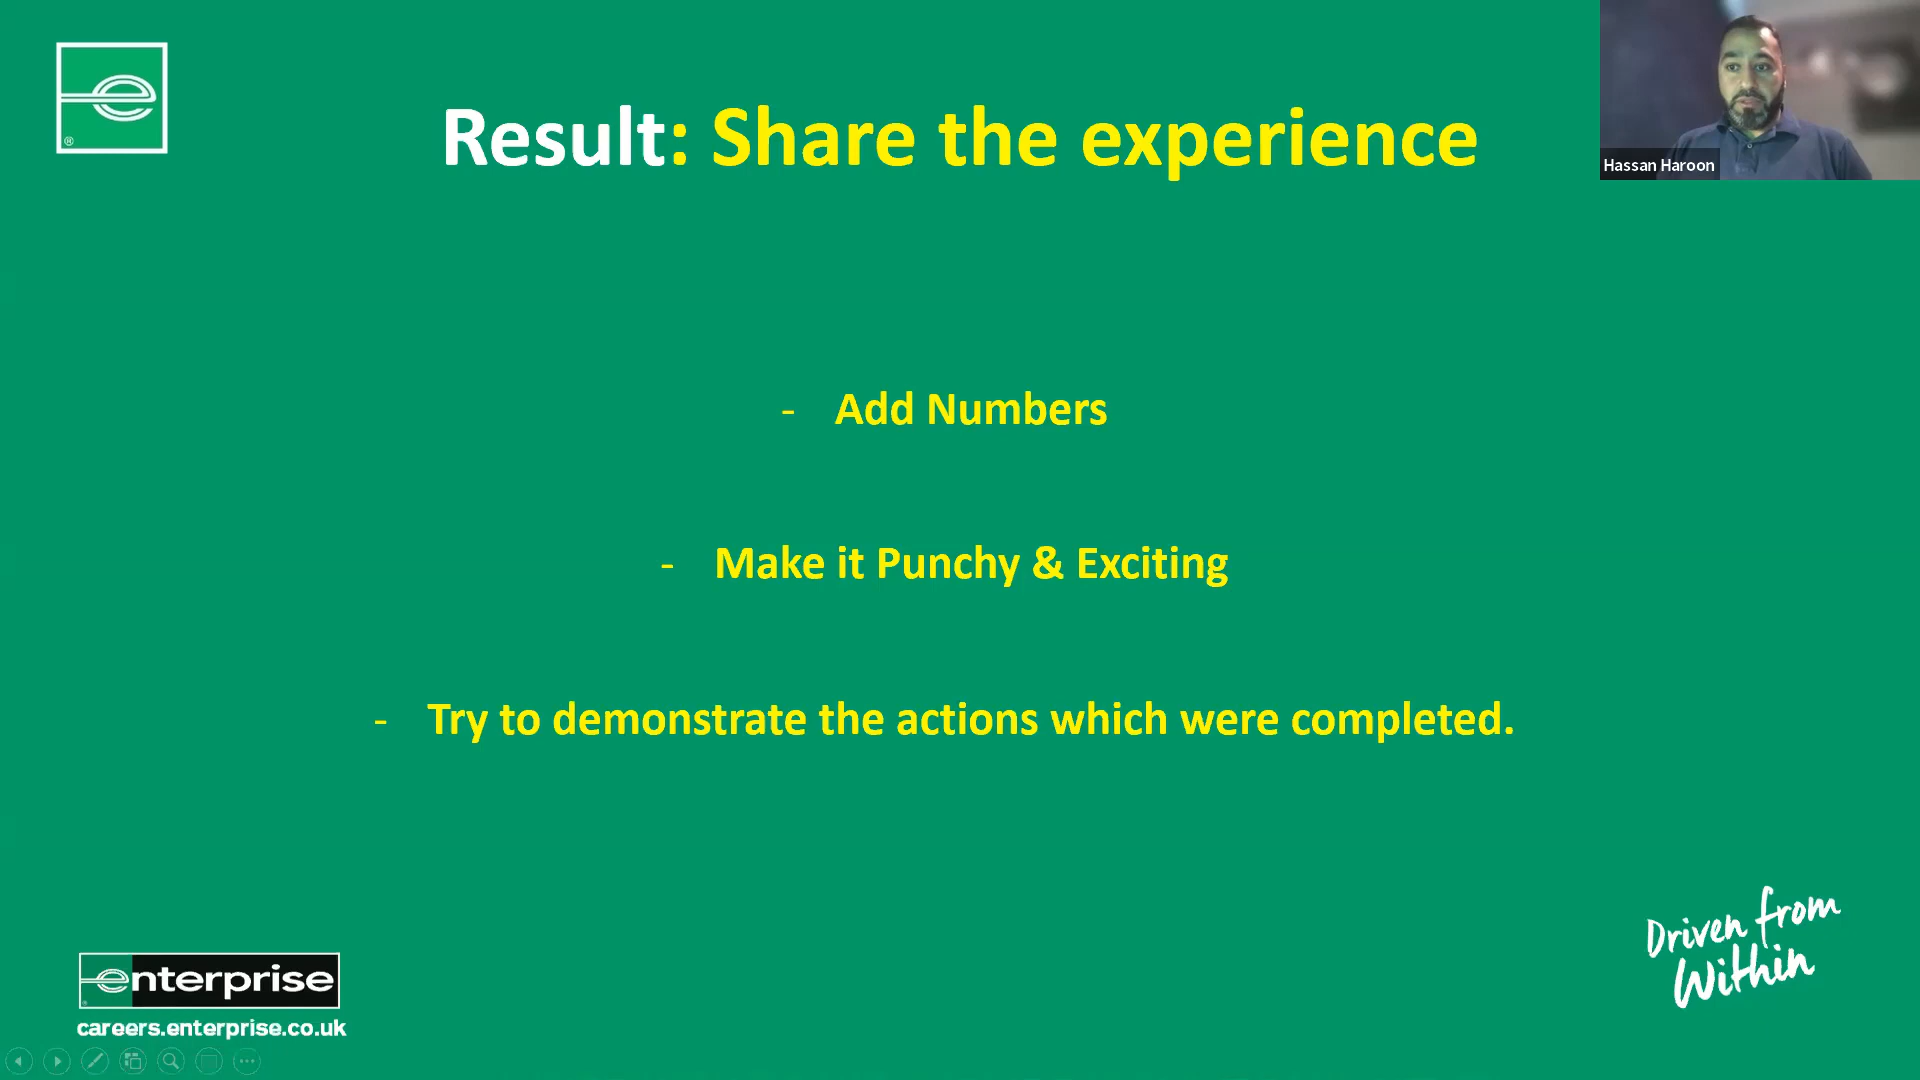 Result: Share the experience
Hassan Haroon
- Add Numbers
- Make it Punchy & Exciting
- Try to demonstrate the actions which were completed.
Driven from
Within
enterprise
careers.enterprise.co.uk